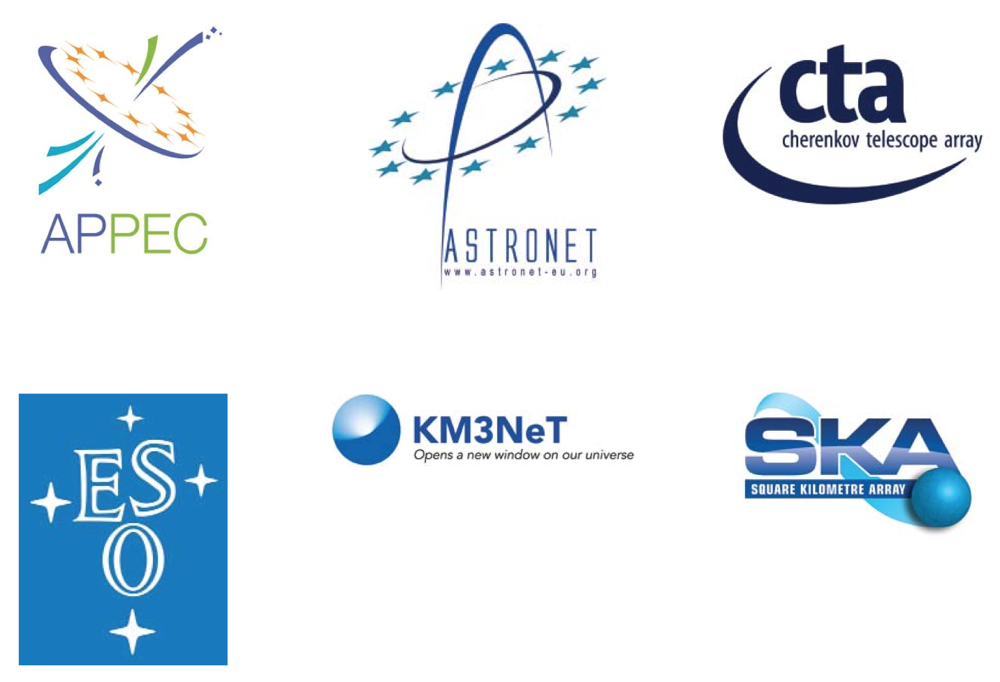 APPEC
ASTRONET
www.astronet-eu.org
cta
cherenkov telescope array
ES
O
KM3NeT
Opens a new window on our universe
SKA
SQUARE KILOMETRE ARRAY